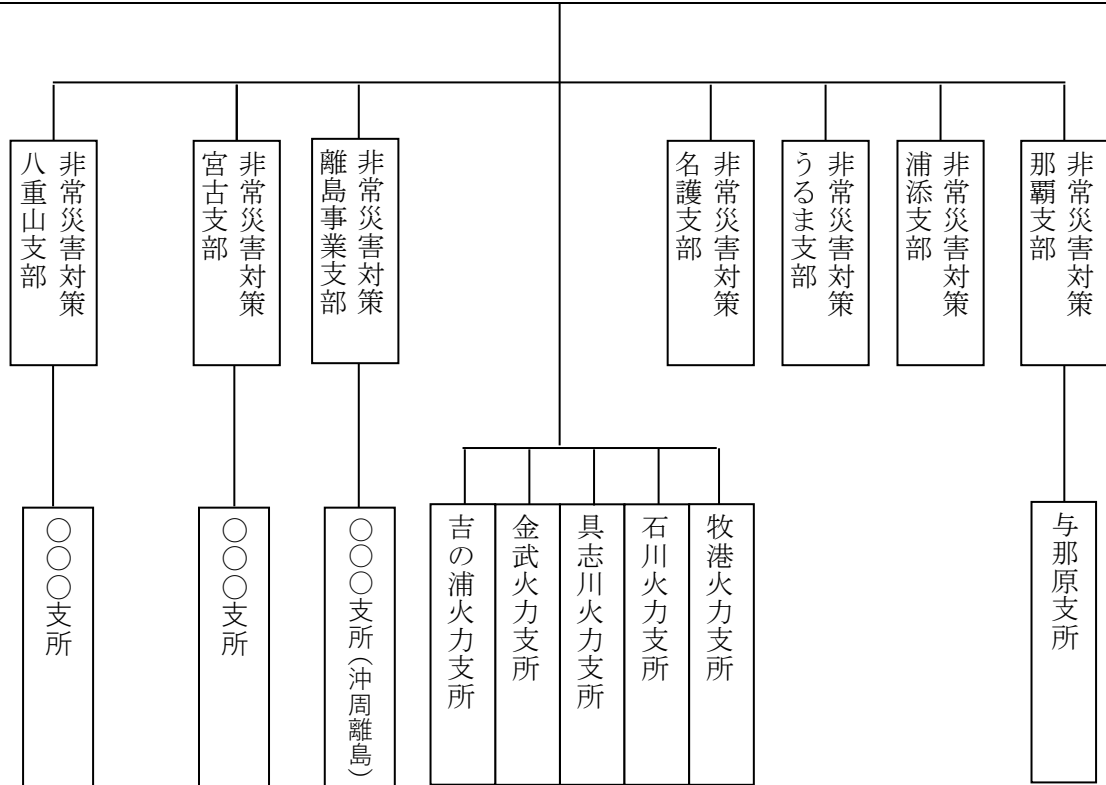 非常災害対策
那覇支部
非常災害対策
浦添支部
非常災害対策
うるま支部
非常災害対策
名護支部
非常災害対策
離島事業支部
非常災害対策
宮古支部
非常災害対策
八重山支部
与那原支所
牧港火力支所
石川火力支所
具志川火力支所
金武火力支所
吉の浦火力支所
○○○支所(沖周離島)
○○○支所
○○○支所